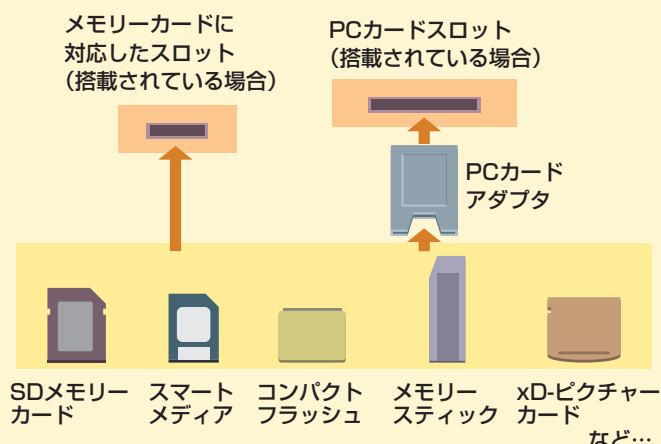 メモリーカードに
対応したスロット
（搭載されている場合）
PCカードスロット
（搭載されている場合）
PCカード
アダプタ
SDメモリー
カード
スマート
メディア
コンパクト
フラッシュ
メモリー
スティック
xD-ピクチャー
カード
など…